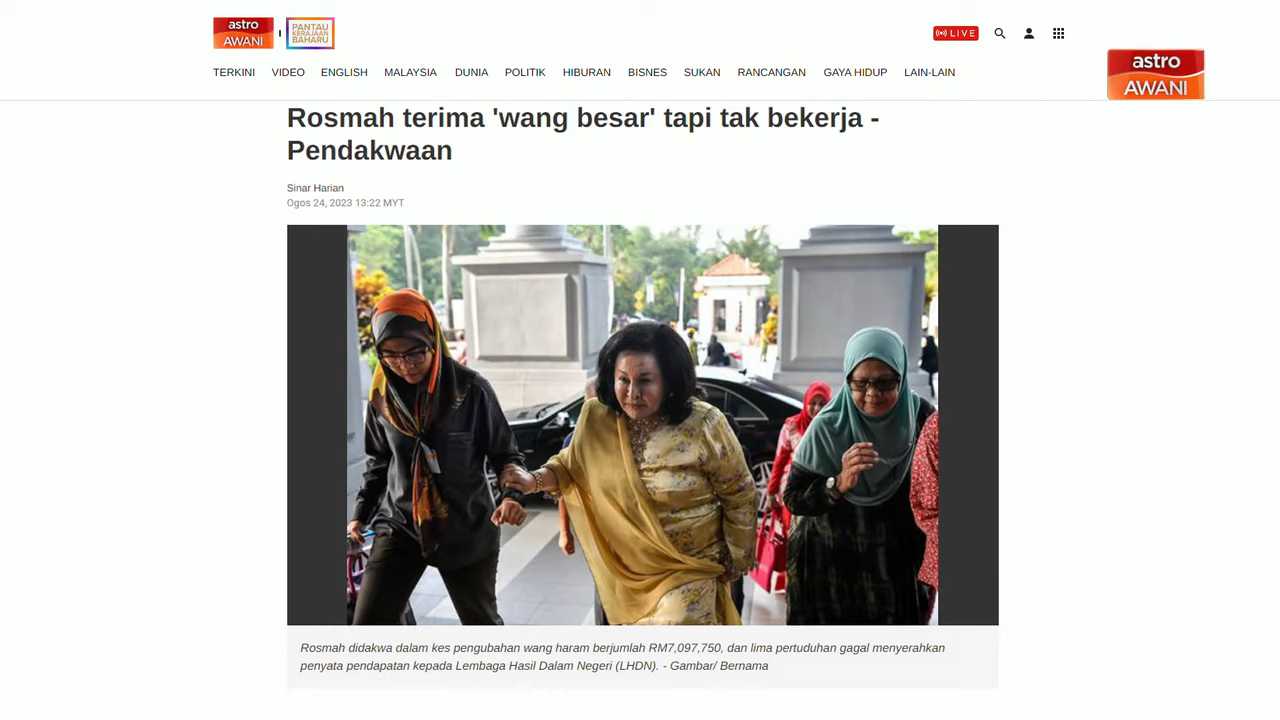 astro
AWANI
PANTAU
KERAJAAN
BAHARU
LIVE
TERKINI VIDEO ENGLISH MALAYSIA DUNIA POLITIK HIBURAN BISNES SUKAN RANCANGAN GAYA HIDUP LAIN-LAIN
astro
AWANI
Rosmah terima 'wang besar' tapi tak bekerja -
Pendakwaan
Sinar Harian
Ogos 24, 2023 13:22 MYT
Rosmah didakwa dalam kes pengubahan wang haram berjumlah RM7,097,750, dan lima pertuduhan gagal menyerahkan
penyata pendapatan kepada Lembaga Hasil Dalam Negeri (LHDN). - Gambar/ Bernama